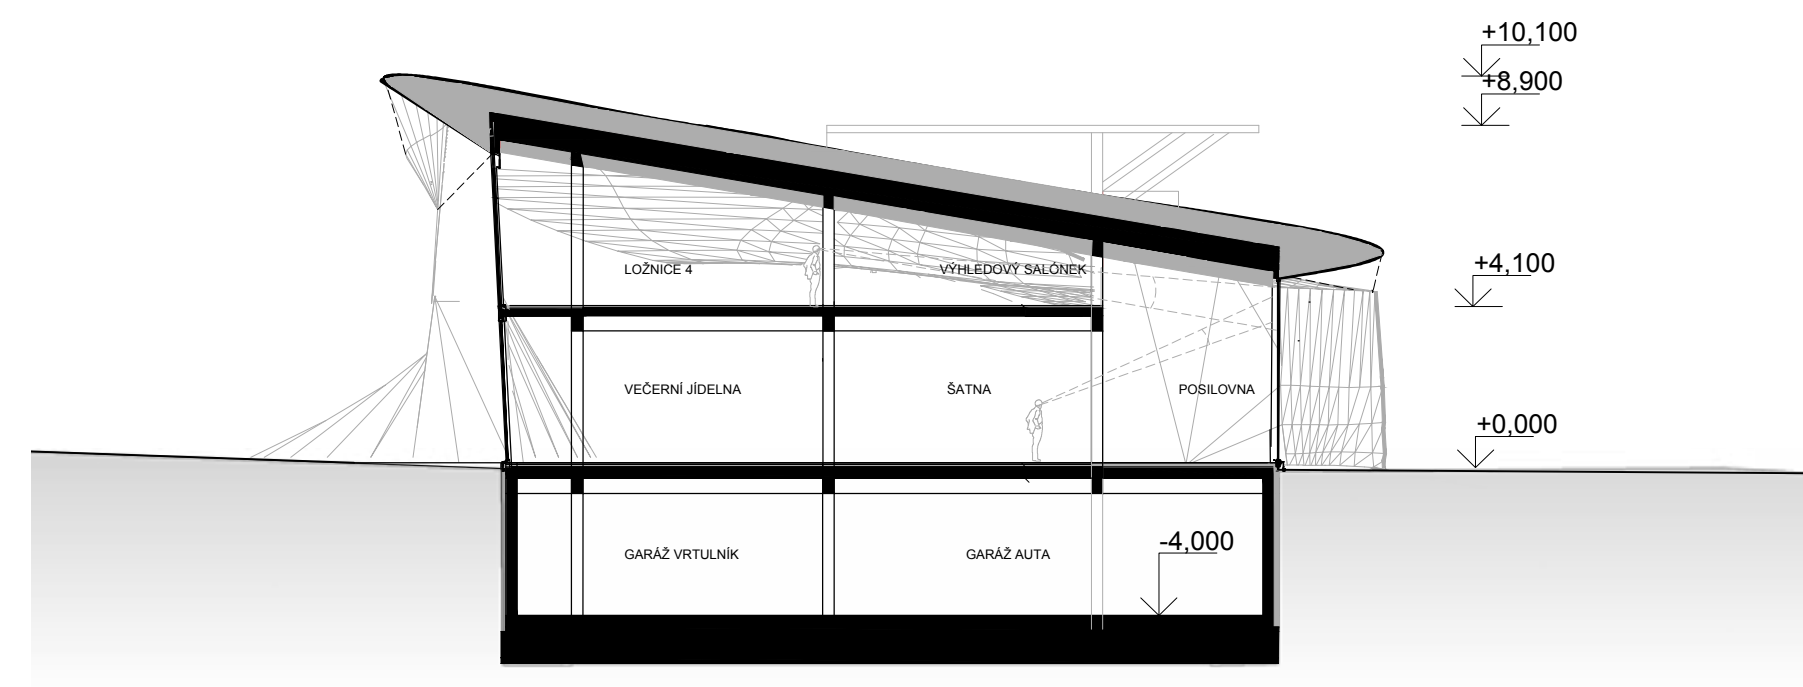 +10,100
+8,900
+4,100
LOŽNICE 4
VÝHLEDOVÝ SALÓNEK
VEČERNÍ JÍDELNA
ŠATNA
POSILOVNA
+0,000
-4,000
GARÁŽ VRTULNÍK
GARÁŽ AUTA